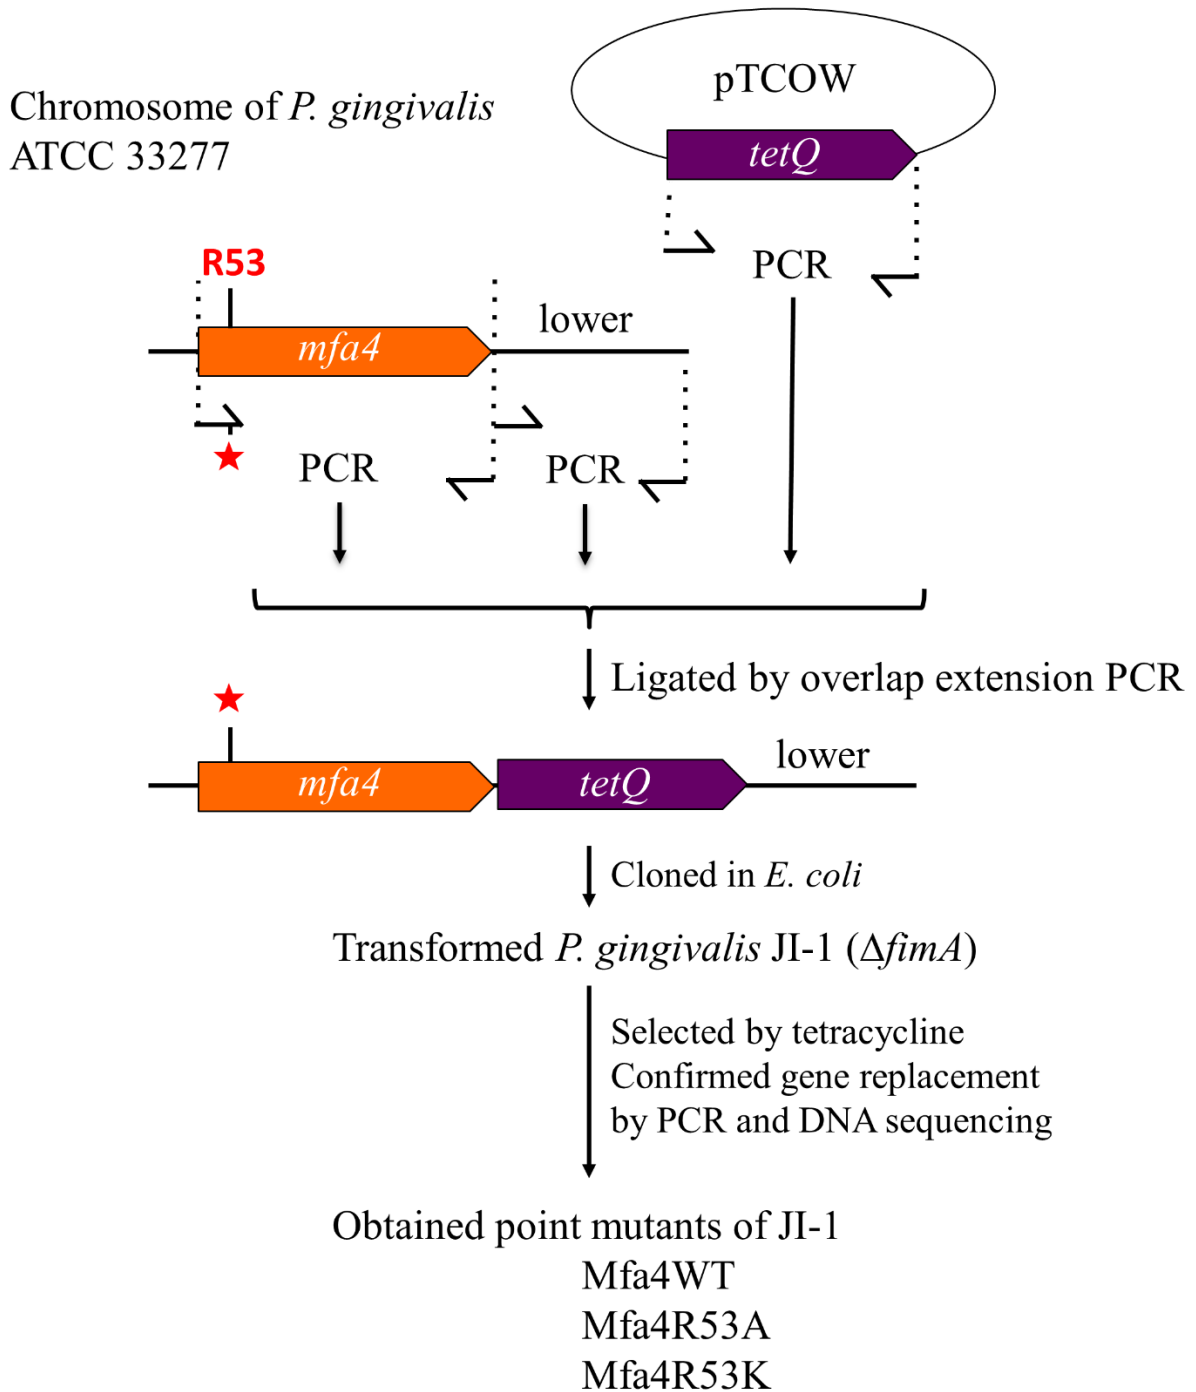 pTCOW
Chromosome of P. gingivalis
ATCC 33277
tetQ
PCR
R53
lower
mfa4
PCR
PCR
Ligated by overlap extension PCR
lower
mfa4
tetQ
Cloned in E. coli
Transformed P. gingivalis JI-1 (ΔfimA)
Selected by tetracycline
Confirmed gene replacement
by PCR and DNA sequencing
Obtained point mutants of JI-1
Mfa4WT
Mfa4R53A
Mfa4R53K